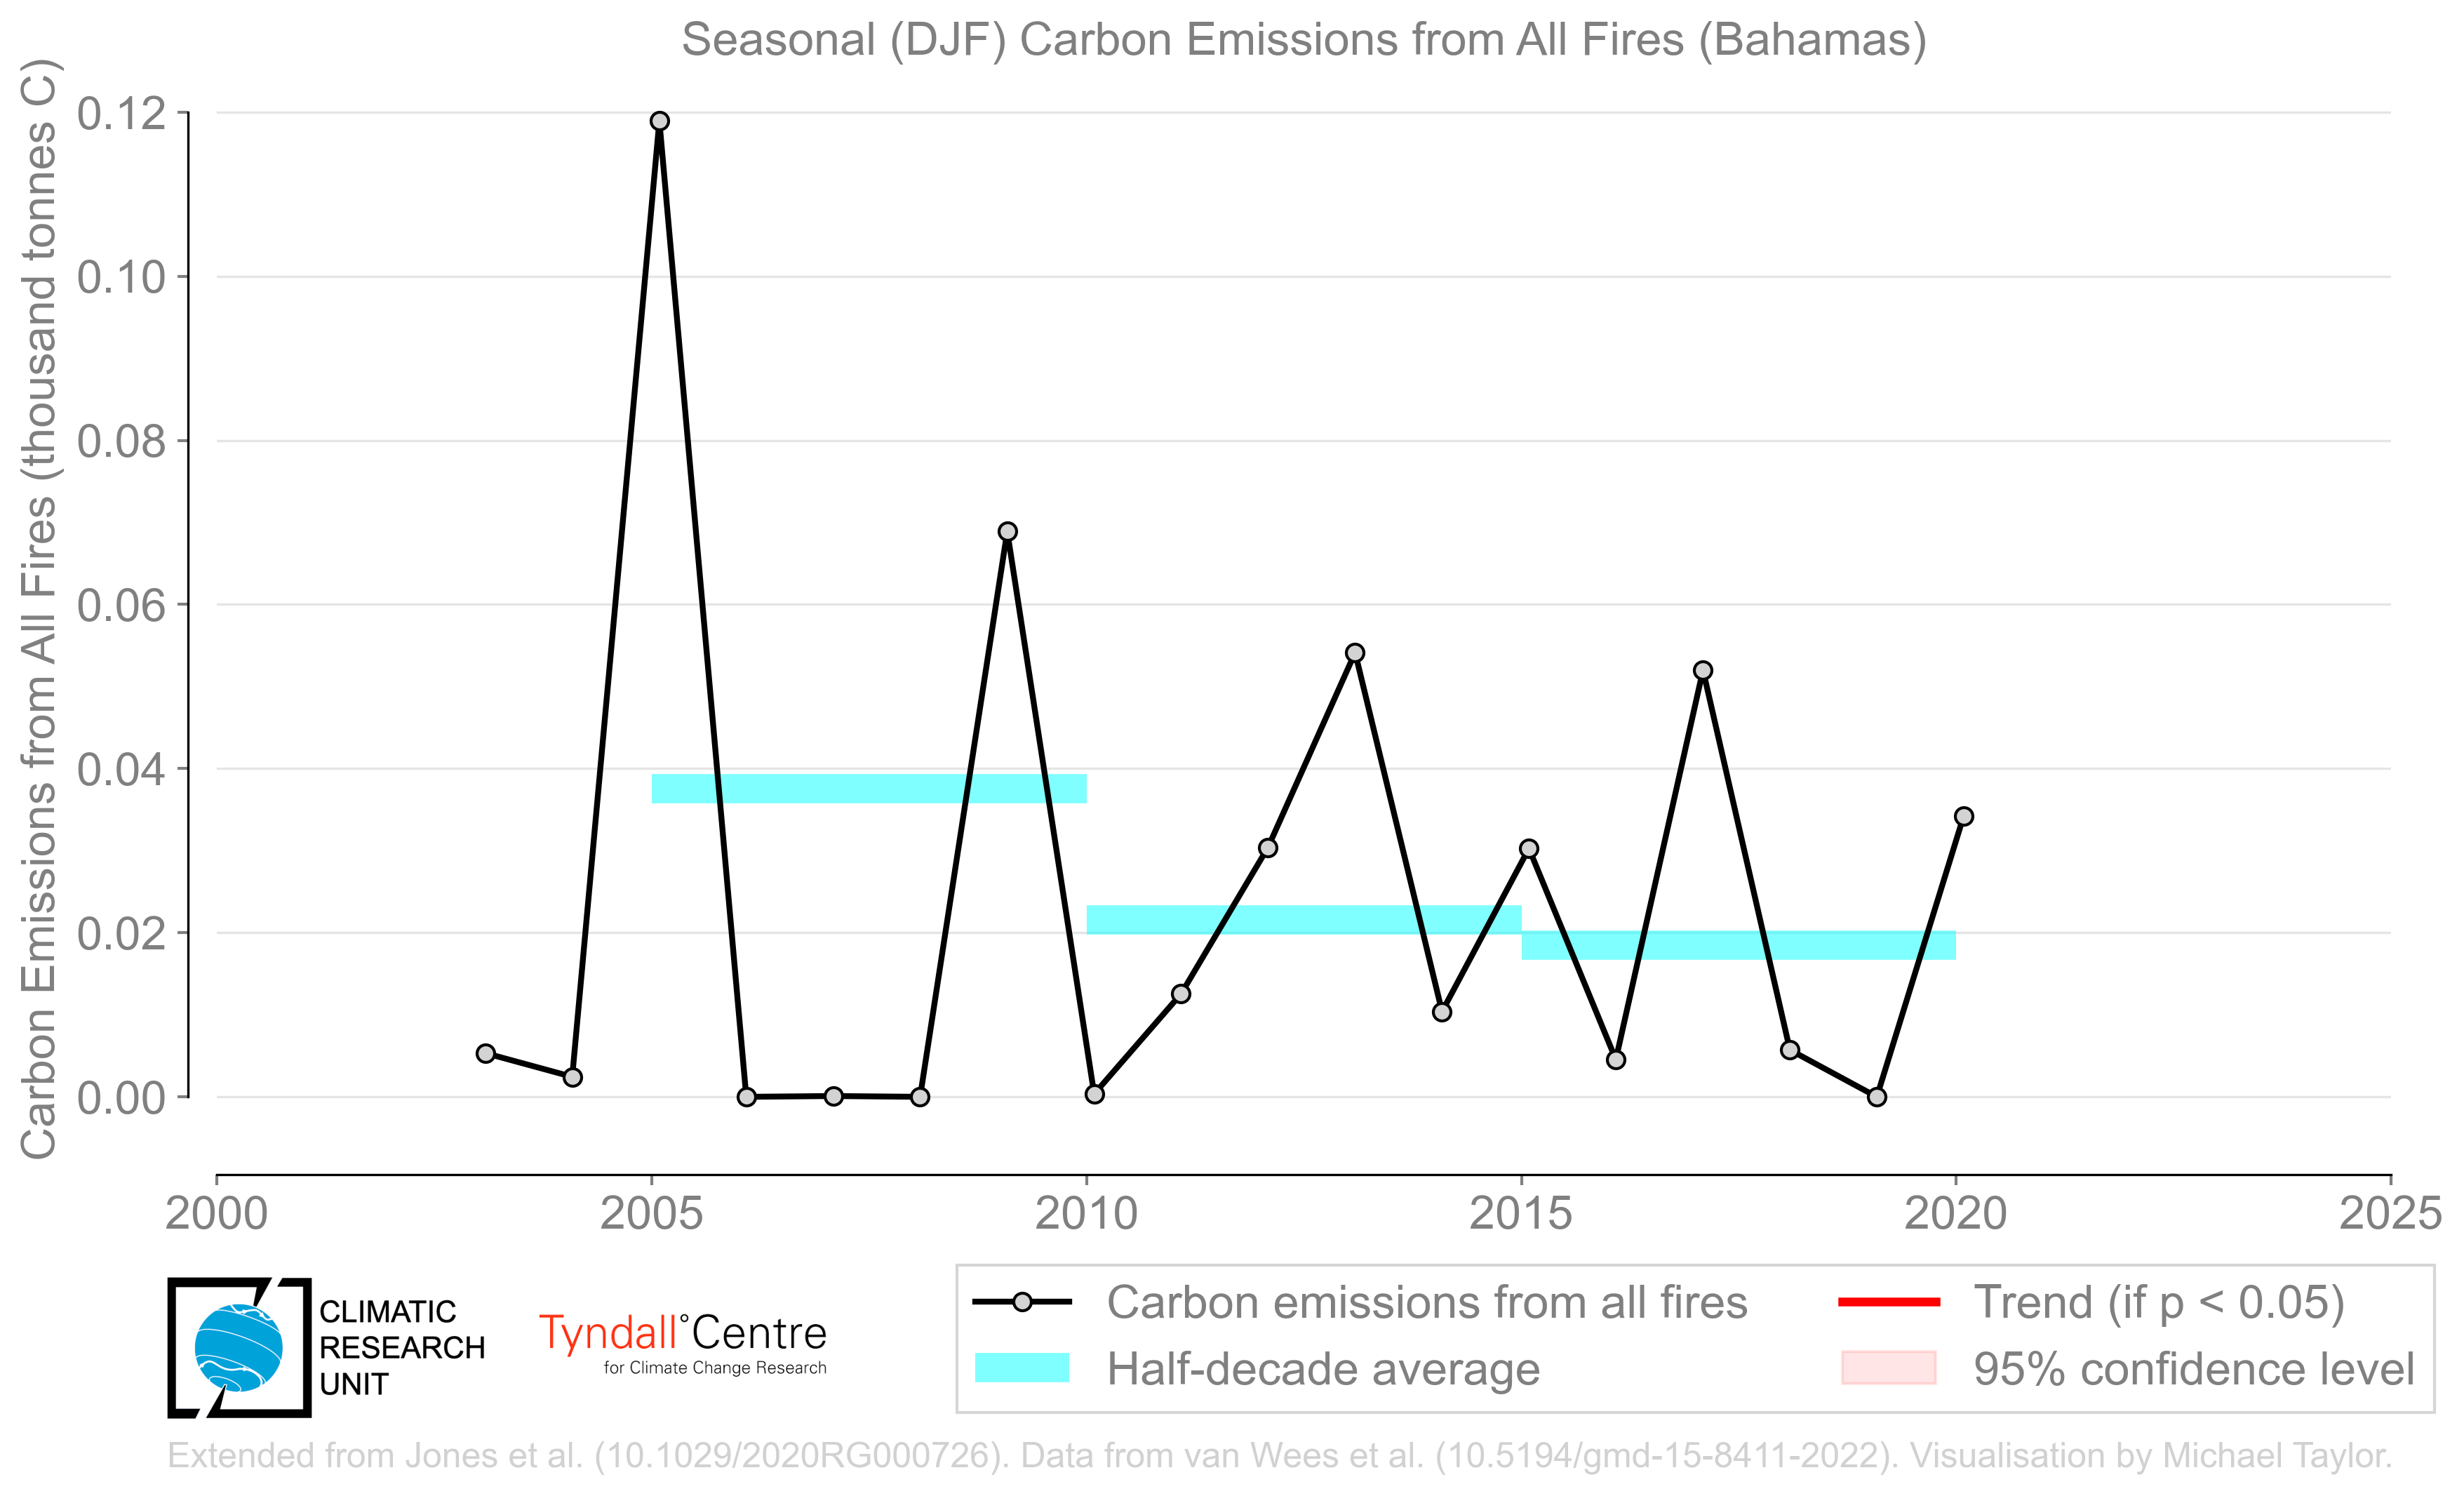 Seasonal (DJF) Carbon Emissions from All Fires (Bahamas)
Carbon Emissions from All Fires (thousand tonnes C)
0.12
0.10
0.08
0.06
0.04
0.02
0.00
2000 2005 2010 2015 2020 2025
CLIMATIC
RESEARCH
UNIT
Tyndall°Centre
for Climate Change Research
Carbon emissions from all fires
Half-decade average
Trend (if p < 0.05)
95% confidence level
Extended from Jones et al. (10.1029/2020RG000726). Data from van Wees et al. (10.5194/gmd-15-8411-2022). Visualisation by Michael Taylor.